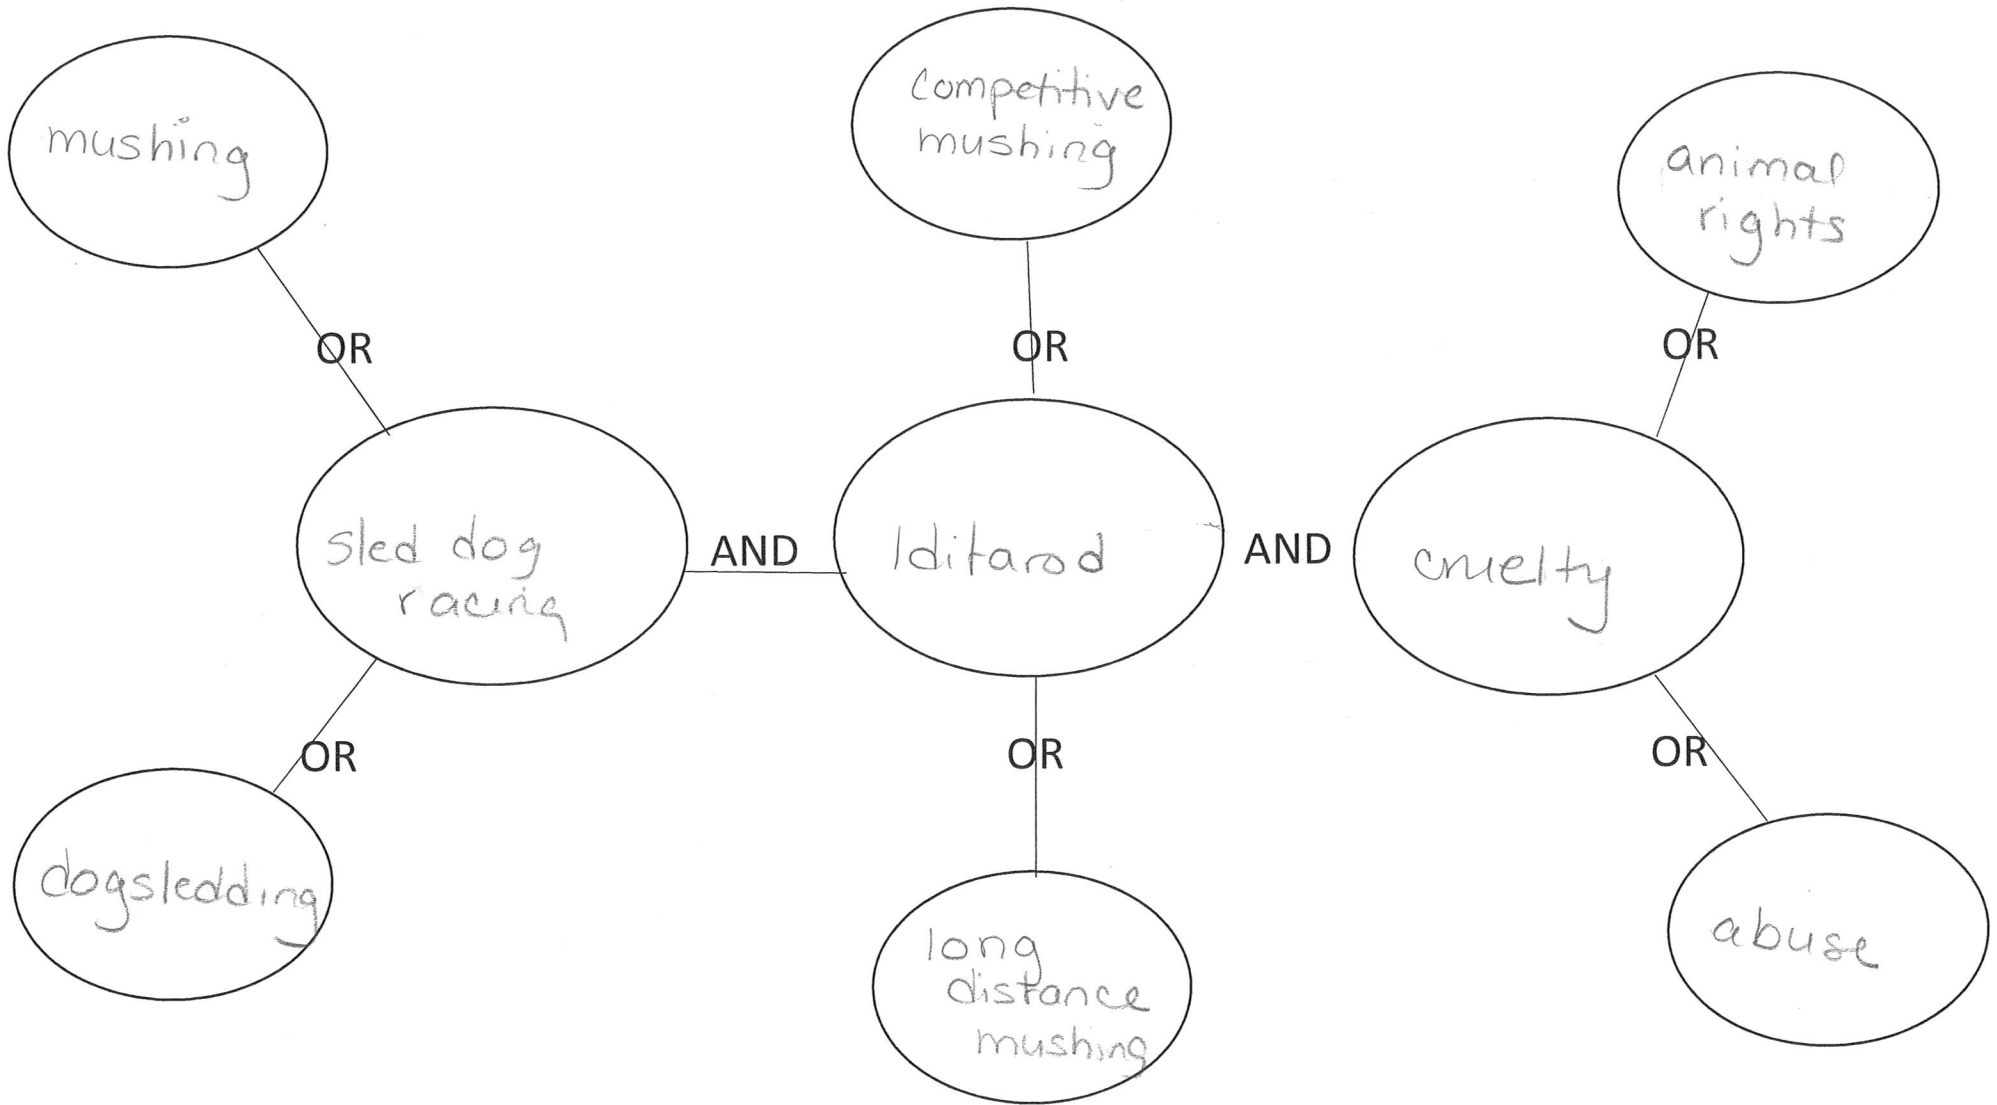 mushing
competitive
mushing
animal
rights
OR
OR
OR
sled dog
racing
AND
Iditarod
AND
cruelty
OR
OR
OR
dogsledding
long
distance
mushing
abuse